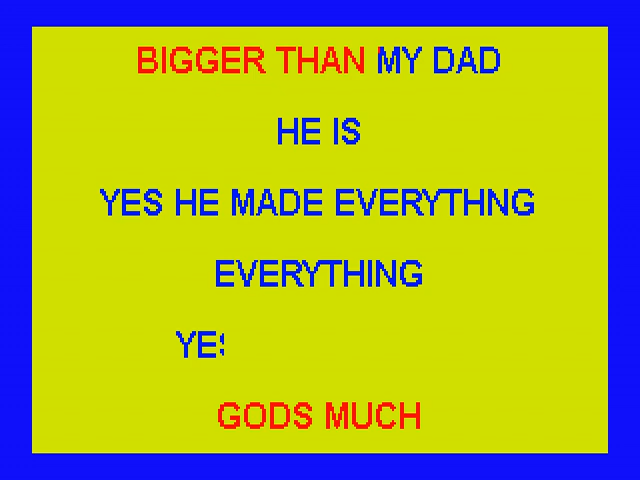 BIGGER THAN MY DAD
HE IS
YES HE MADE EVERYTHNG
EVERYTHING
YES
GODS MUCH